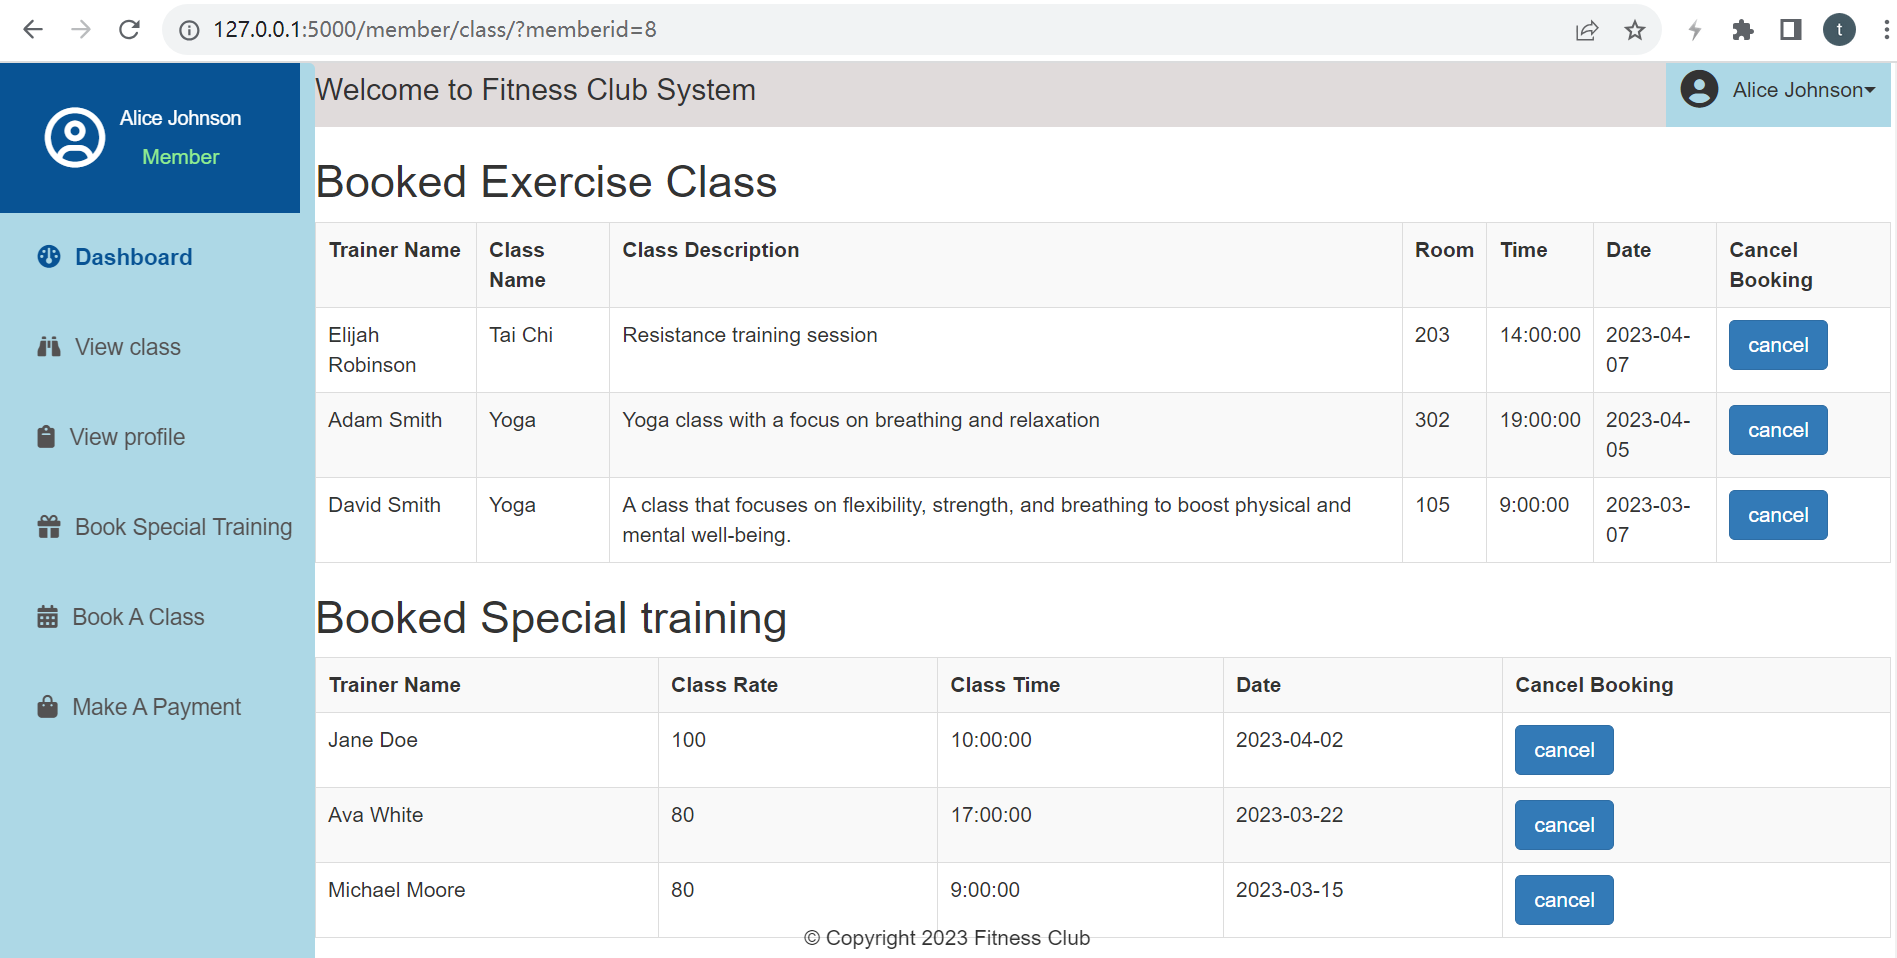 127.0.0.1:5000/member/class/?memberid=8
t
Alice Johnson
Member
Dashboard
View class
View profile
Book Special Training
Book A Class
Make A Payment
Welcome to Fitness Club System
Alice Johnson
Booked Exercise Class
Trainer Name Class Name Class Description Room Time Date Cancel Booking
Elijah Robinson Tai Chi Resistance training session 203 14:00:00 2023-04-07 cancel
Adam Smith Yoga Yoga class with a focus on breathing and relaxation 302 19:00:00 2023-04-05 cancel
David Smith Yoga A class that focuses on flexibility, strength, and breathing to boost physical and mental well-being. 105 9:00:00 2023-03-07 cancel
Booked Special training
Trainer Name Class Rate Class Time Date Cancel Booking
Jane Doe 100 10:00:00 2023-04-02 cancel
Ava White 80 17:00:00 2023-03-22 cancel
Michael Moore 80 9:00:00 2023-03-15 cancel
© Copyright 2023 Fitness Club